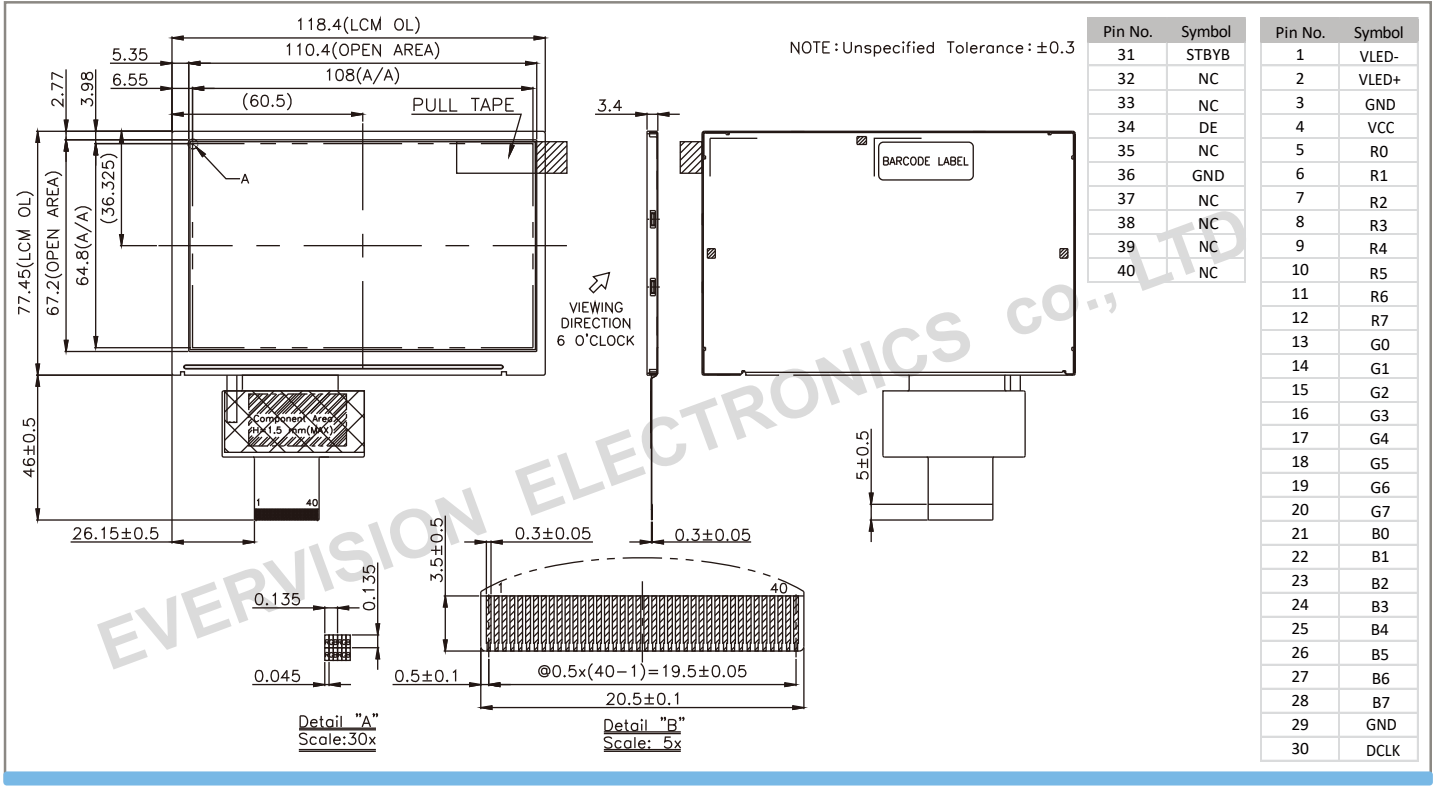 118.4(LCM OL)
110.4(OPEN AREA)
5.35
108(A/A)
6.55
(60.5)
PULL TAPE
2.77
3.98
77.45(LCM OL)
67.2(OPEN AREA)
64.8(A/A)
(36.325)
A
3.4
NOTE:Unspecified Tolerance:±0.3
BARCODE LABEL
VIEWING
DIRECTION
6 O'CLOCK
Component Area
H=1.5 mm(MAX)
46±0.5
1 40
26.15±0.5
5±0.5
0.3±0.05
0.3±0.05
3.5±0.5
1 40
0.135
0.135
0.045
0.5±0.1
@0.5x(40-1)=19.5±0.05
20.5±0.1
Detail "A"
Scale:30x
Detail "B"
Scale: 5x
Pin No. Symbol
31 STBYB
32 NC
33 NC
34 DE
35 NC
36 GND
37 NC
38 NC
39 NC
40 NC
Pin No. Symbol
1 VLED-
2 VLED+
3 GND
4 VCC
5 R0
6 R1
7 R2
8 R3
9 R4
10 R5
11 R6
12 R7
13 G0
14 G1
15 G2
16 G3
17 G4
18 G5
19 G6
20 G7
21 B0
22 B1
23 B2
24 B3
25 B4
26 B5
27 B6
28 B7
29 GND
30 DCLK
EVERVISION ELECTRONICS co., LTD